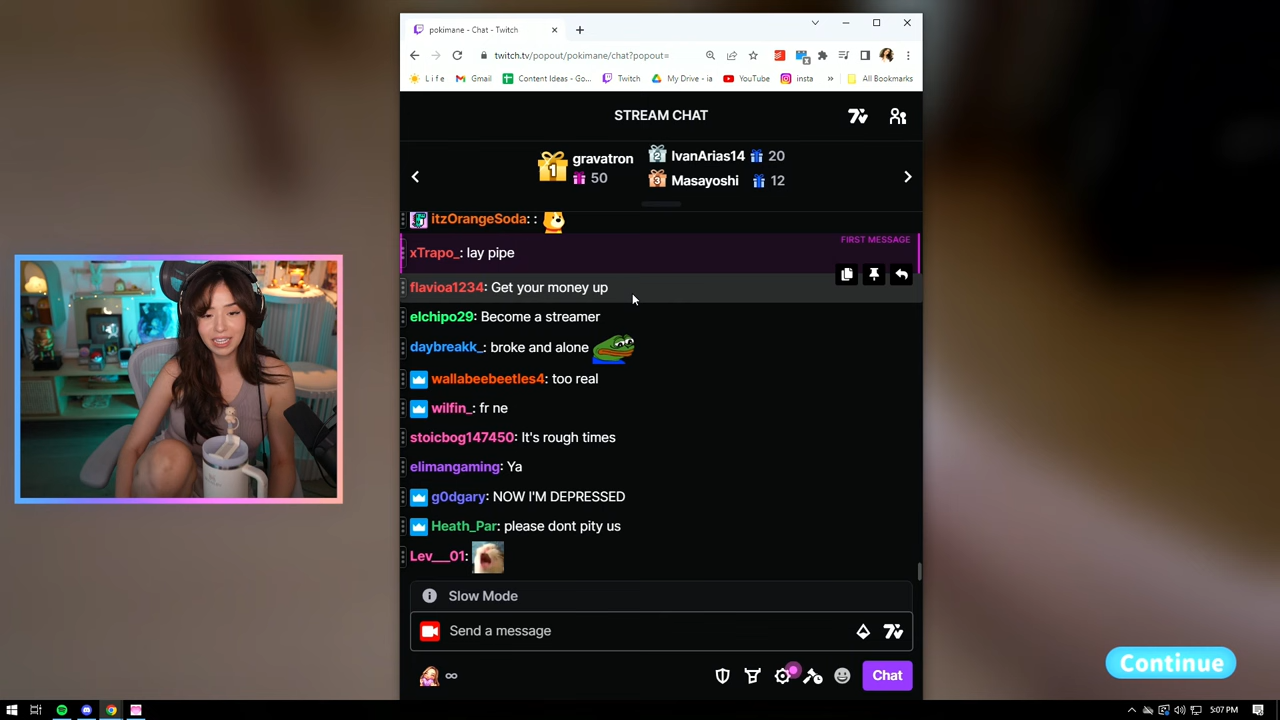 pokimane - Chat - Twitch
twitch.tv/popout/pokimane/chat?popout=
Life
Gmail
Content Ideas - Go...
Twitch
My Drive - ia
YouTube
insta
»
All Bookmarks
STREAM CHAT
1
gravatron
50
2
IvanArias14
20
3
Masayoshi
12
itzOrangeSoda: :
FIRST MESSAGE
xTrapo_: lay pipe
flavioa1234: Get your money up
elchipo29: Become a streamer
daybreakk_: broke and alone
wallabeebeetles4: too real
wilfin_: fr ne
stoicbog147450: It's rough times
elimangaming: Ya
g0dgary: NOW I'M DEPRESSED
Heath_Par: please dont pity us
Lev___01:
Slow Mode
Send a message
∞
Chat
Continue
5:07 PM